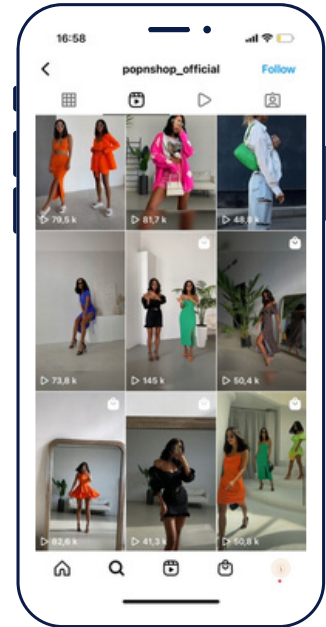 16:58
popnshop_official Follow
79,5 k 81,7 k 48,8 k
73,8 k 145 k 50,4 k
82,6 k 41,3 k 50,8 k